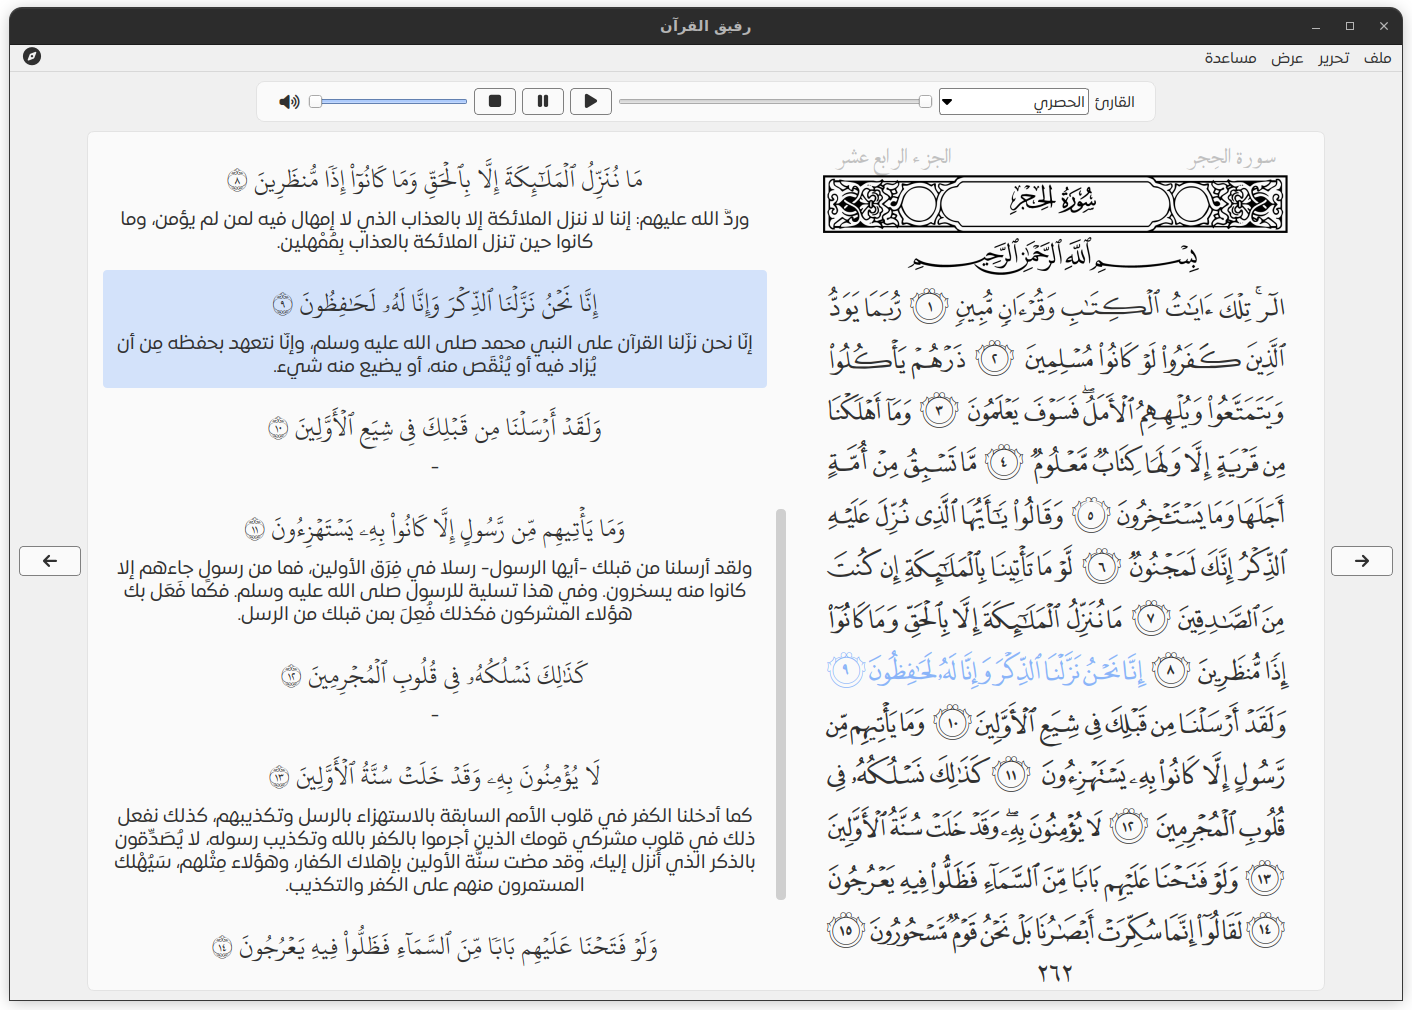 رفيق القرآن
ملف تحرير عرض مساعدة
القارئ الحصري
سورة الحِجر الجزء الرابع عشر
سُورَةُ الحِجْرِ
بِسْمِ ٱللَّهِ ٱلرَّحْمَٰنِ ٱلرَّحِيمِ
الٓر ۚ تِلْكَ ءَايَٰتُ ٱلْكِتَٰبِ وَقُرْءَانٍ مُّبِينٍ ١ رُّبَمَا يَوَدُّ
ٱلَّذِينَ كَفَرُوا۟ لَوْ كَانُوا۟ مُسْلِمِينَ ٢ ذَرْهُمْ يَأْكُلُوا۟
وَيَتَمَتَّعُوا۟ وَيُلْهِهِمُ ٱلْأَمَلُ ۖ فَسَوْفَ يَعْلَمُونَ ٣ وَمَآ أَهْلَكْنَا
مِن قَرْيَةٍ إِلَّا وَلَهَا كِتَابٌ مَّعْلُومٌ ٤ مَّا تَسْبِقُ مِنْ أُمَّةٍ
أَجَلَهَا وَمَا يَسْتَـْٔخِرُونَ ٥ وَقَالُوا۟ يَٰٓأَيُّهَا ٱلَّذِى نُزِّلَ عَلَيْهِ
ٱلذِّكْرُ إِنَّكَ لَمَجْنُونٌ ٦ لَّوْ مَا تَأْتِينَا بِٱلْمَلَٰٓئِكَةِ إِن كُنتَ
مِنَ ٱلصَّٰدِقِينَ ٧ مَا نُنَزِّلُ ٱلْمَلَٰٓئِكَةَ إِلَّا بِٱلْحَقِّ وَمَا كَانُوٓا۟
إِذًا مُّنظَرِينَ ٨ إِنَّا نَحْنُ نَزَّلْنَا ٱلذِّكْرَ وَإِنَّا لَهُۥ لَحَٰفِظُونَ ٩
وَلَقَدْ أَرْسَلْنَا مِن قَبْلِكَ فِى شِيَعِ ٱلْأَوَّلِينَ ١٠ وَمَا يَأْتِيهِم مِّن
رَّسُولٍ إِلَّا كَانُوا۟ بِهِۦ يَسْتَهْزِءُونَ ١١ كَذَٰلِكَ نَسْلُكُهُۥ فِى
قُلُوبِ ٱلْمُجْرِمِينَ ١٢ لَا يُؤْمِنُونَ بِهِۦ ۖ وَقَدْ خَلَتْ سُنَّةُ ٱلْأَوَّلِينَ
١٣ وَلَوْ فَتَحْنَا عَلَيْهِم بَابًا مِّنَ ٱلسَّمَآءِ فَظَلُّوا۟ فِيهِ يَعْرُجُونَ
١٤ لَقَالُوٓا۟ إِنَّمَا سُكِّرَتْ أَبْصَٰرُنَا بَلْ نَحْنُ قَوْمٌ مَّسْحُورُونَ ١٥
٢٦٢
مَا نُنَزِّلُ ٱلْمَلَٰٓئِكَةَ إِلَّا بِٱلْحَقِّ وَمَا كَانُوٓا۟ إِذًا مُّنظَرِينَ ٨
وردَّ الله عليهم: إننا لا ننزل الملائكة إلا بالعذاب الذي لا إمهال فيه لمن لم يؤمن، وما
كانوا حين تنزل الملائكة بالعذاب بِمُمْهلين.
إِنَّا نَحْنُ نَزَّلْنَا ٱلذِّكْرَ وَإِنَّا لَهُۥ لَحَٰفِظُونَ ٩
إنَّا نحن نزَّلنا القرآن على النبي محمد صلى الله عليه وسلم، وإنَّا نتعهد بحفظه مِن أن
يُزاد فيه أو يُنْقَص منه، أو يضيع منه شيء.
وَلَقَدْ أَرْسَلْنَا مِن قَبْلِكَ فِى شِيَعِ ٱلْأَوَّلِينَ ١٠
-
وَمَا يَأْتِيهِم مِّن رَّسُولٍ إِلَّا كَانُوا۟ بِهِۦ يَسْتَهْزِءُونَ ١١
ولقد أرسلنا من قبلك -أيها الرسول- رسلا في فِرَق الأولين، فما من رسولٍ جاءهم إلا
كانوا منه يسخرون. وفي هذا تسلية للرسول صلى الله عليه وسلم. فكما فَعَل بك
هؤلاء المشركون فكذلك فُعِلَ بمن قبلك من الرسل.
كَذَٰلِكَ نَسْلُكُهُۥ فِى قُلُوبِ ٱلْمُجْرِمِينَ ١٢
-
لَا يُؤْمِنُونَ بِهِۦ وَقَدْ خَلَتْ سُنَّةُ ٱلْأَوَّلِينَ ١٣
كما أدخلنا الكفر في قلوب الأمم السابقة بالاستهزاء بالرسل وتكذيبهم، كذلك نفعل
ذلك في قلوب مشركي قومك الذين أجرموا بالكفر بالله وتكذيب رسوله، لا يُصَدِّقون
بالذكر الذي أُنزل إليك، وقد مضت سنَّة الأولين بإهلاك الكفار، وهؤلاء مِثْلهم، سَيُهْلك
المستمرون منهم على الكفر والتكذيب.
وَلَوْ فَتَحْنَا عَلَيْهِم بَابًا مِّنَ ٱلسَّمَآءِ فَظَلُّوا۟ فِيهِ يَعْرُجُونَ ١٤